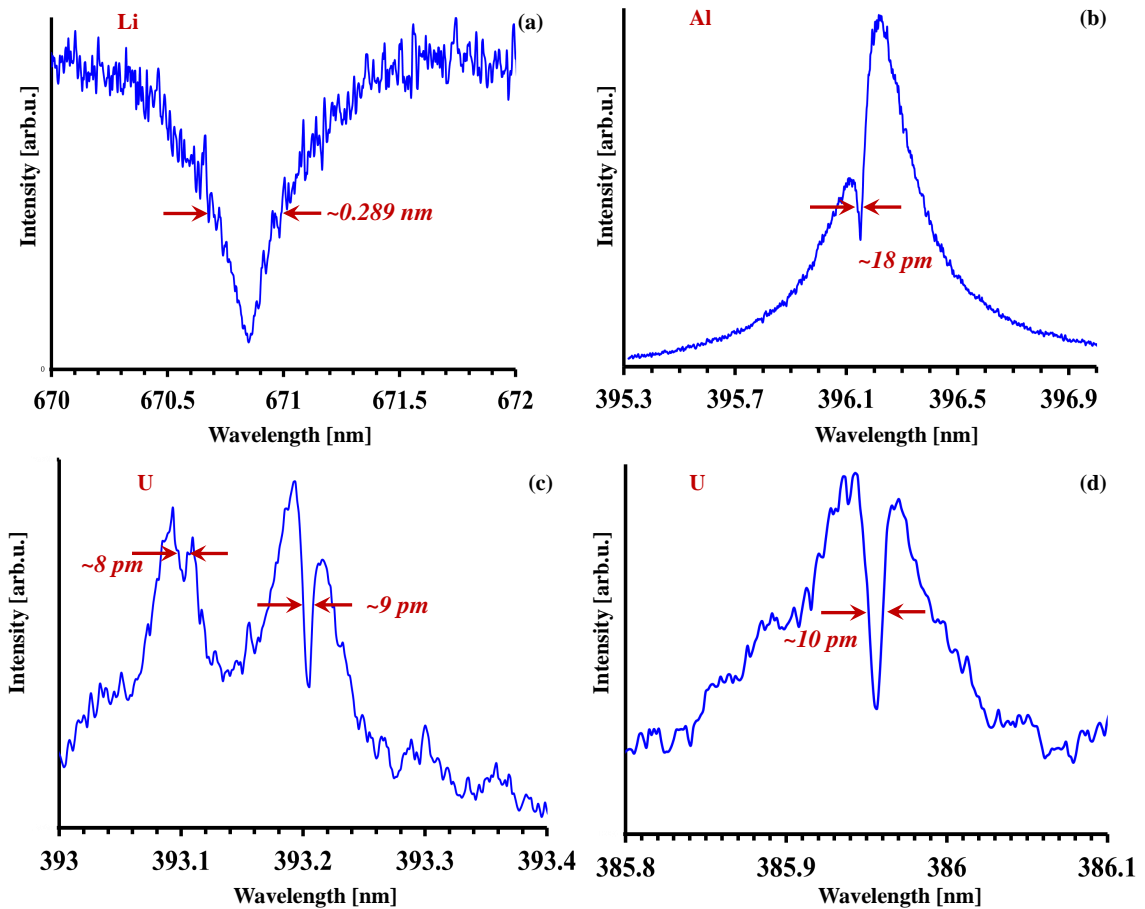 Li
(a)
Intensity [arb.u.]
~0.289 nm
0
670
670.5
671
671.5
672
Wavelength [nm]
Al
(b)
Intensity [arb.u.]
~18 pm
395.3
395.7
396.1
396.5
396.9
Wavelength [nm]
U
(c)
Intensity [arb.u.]
~8 pm
~9 pm
393
393.1
393.2
393.3
393.4
Wavelength [nm]
U
(d)
Intensity [arb.u.]
~10 pm
385.8
385.9
386
386.1
Wavelength [nm]